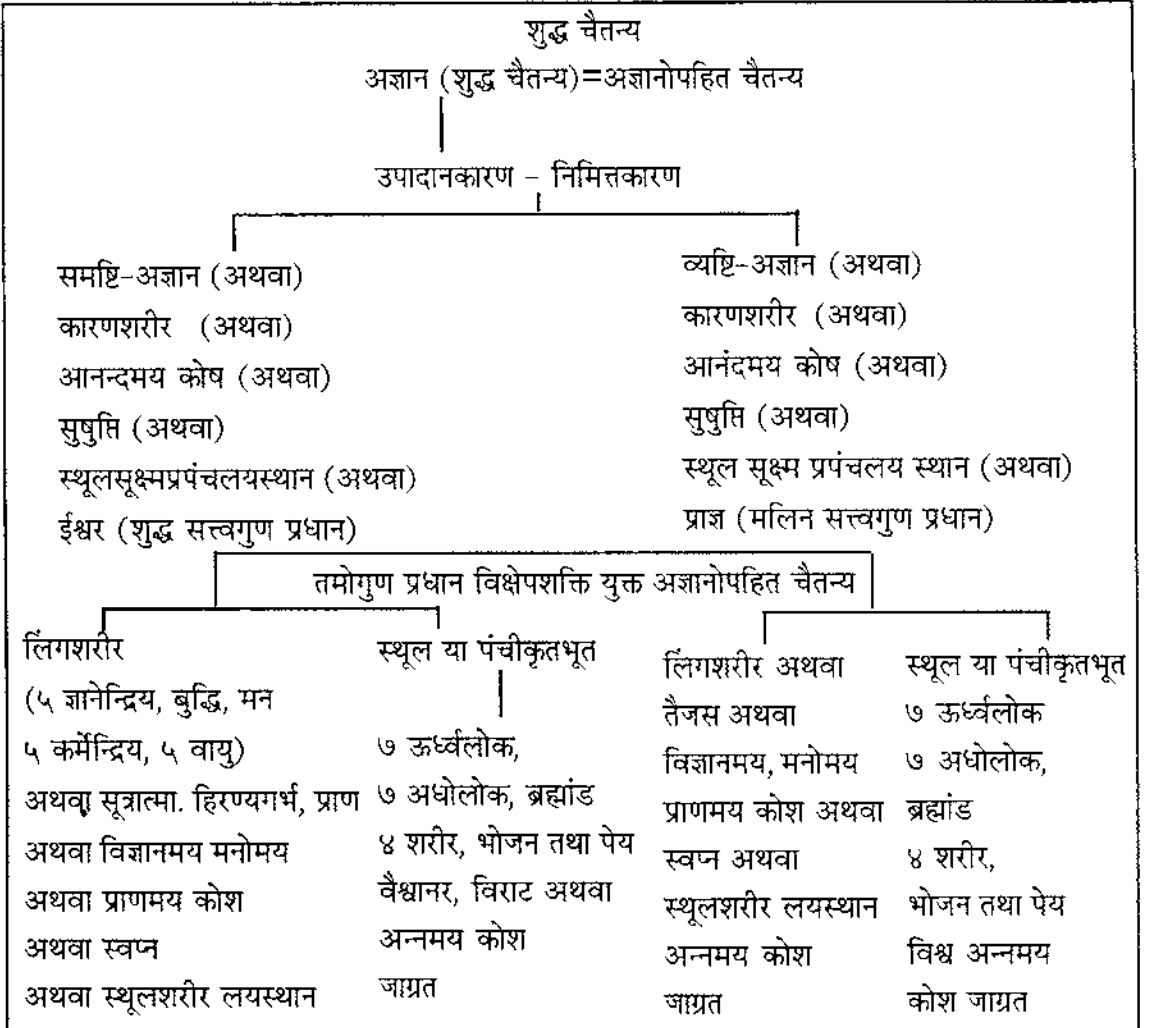 शुद्ध चैतन्य
अज्ञान (शुद्ध चैतन्य)=अज्ञानोपहित चैतन्य
उपादानकारण – निमित्तकारण
समष्टि-अज्ञान (अथवा)
कारणशरीर (अथवा)
आनन्दमय कोष (अथवा)
सुषुप्ति (अथवा)
स्थूलसूक्ष्मप्रपंचलयस्थान (अथवा)
ईश्वर (शुद्ध सत्त्वगुण प्रधान)
व्यष्टि-अज्ञान (अथवा)
कारणशरीर (अथवा)
आनंदमय कोष (अथवा)
सुषुप्ति (अथवा)
स्थूल सूक्ष्म प्रपंचलय स्थान (अथवा)
प्राज्ञ (मलिन सत्त्वगुण प्रधान)
तमोगुण प्रधान विक्षेपशक्ति युक्त अज्ञानोपहित चैतन्य
लिंगशरीर
(५ ज्ञानेन्द्रिय, बुद्धि, मन
५ कर्मेन्द्रिय, ५ वायु)
अथवा सूत्रात्मा. हिरण्यगर्भ, प्राण
अथवा विज्ञानमय मनोमय
अथवा प्राणमय कोश
अथवा स्वप्न
अथवा स्थूलशरीर लयस्थान
स्थूल या पंचीकृतभूत
७ ऊर्ध्वलोक,
७ अधोलोक, ब्रह्मांड
४ शरीर, भोजन तथा पेय
वैश्वानर, विराट अथवा
अन्नमय कोश
जाग्रत
लिंगशरीर अथवा
तैजस अथवा
विज्ञानमय, मनोमय
प्राणमय कोश अथवा
स्वप्न अथवा
स्थूलशरीर लयस्थान
अन्नमय कोश
जाग्रत
स्थूल या पंचीकृतभूत
७ ऊर्ध्वलोक
७ अधोलोक,
ब्रह्मांड
४ शरीर,
भोजन तथा पेय
विश्व अन्नमय
कोश जाग्रत